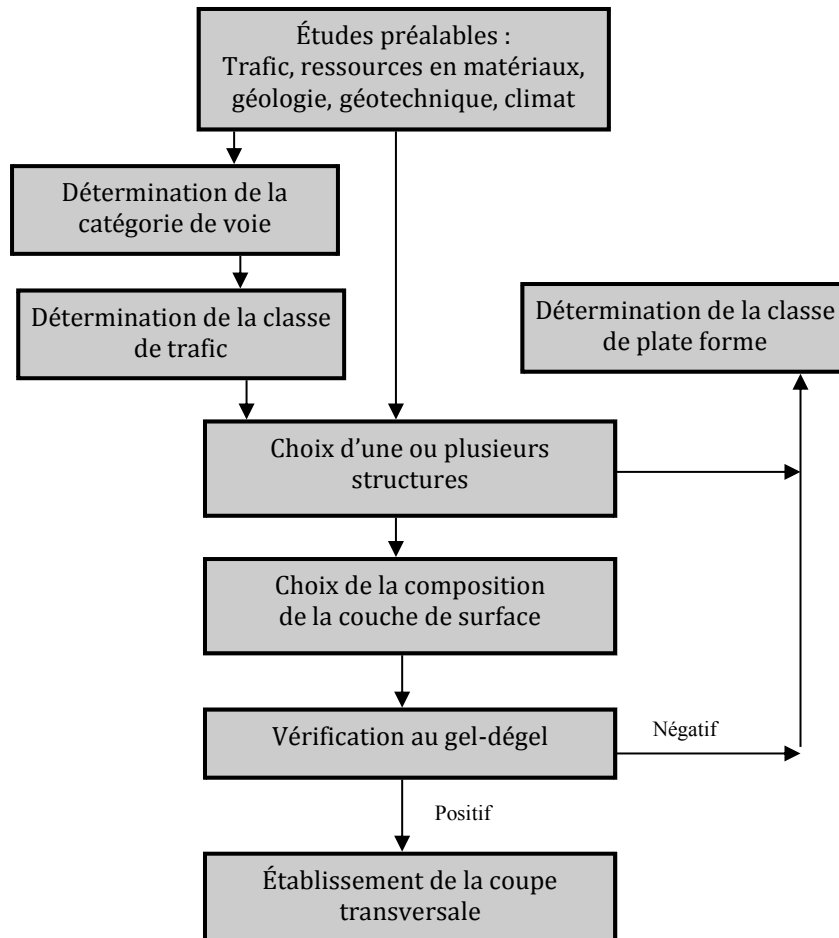 Études préalables :
Trafic, ressources en matériaux,
géologie, géotechnique, climat
Détermination de la
catégorie de voie
Détermination de la classe
de trafic
Détermination de la classe
de plate forme
Choix d’une ou plusieurs
structures
Choix de la composition
de la couche de surface
Vérification au gel-dégel
Négatif
Positif
Établissement de la coupe
transversale